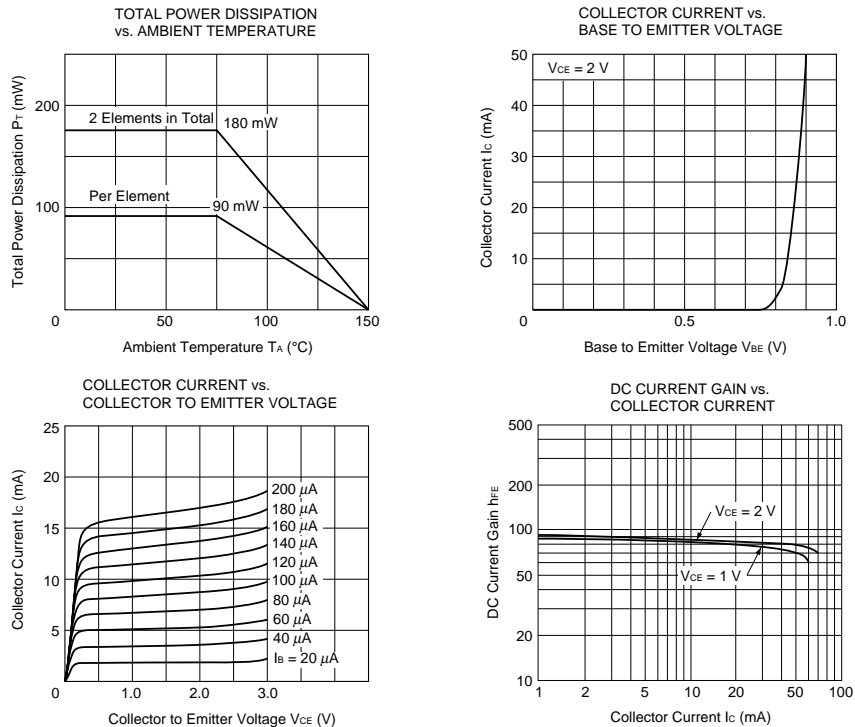 TOTAL POWER DISSIPATION
vs. AMBIENT TEMPERATURE
Total Power Dissipation PT (mW)
200
100
0
50
100
150
2 Elements in Total
180 mW
Per Element
90 mW
Ambient Temperature TA (°C)
COLLECTOR CURRENT vs.
BASE TO EMITTER VOLTAGE
Collector Current IC (mA)
50
40
30
20
10
0
0.5
1.0
VCE = 2 V
Base to Emitter Voltage VBE (V)
COLLECTOR CURRENT vs.
COLLECTOR TO EMITTER VOLTAGE
Collector Current IC (mA)
25
20
15
10
5
0
1.0
2.0
3.0
200 µA
180 µA
160 µA
140 µA
120 µA
100 µA
80 µA
60 µA
40 µA
IB = 20 µA
Collector to Emitter Voltage VCE (V)
DC CURRENT GAIN vs.
COLLECTOR CURRENT
DC Current Gain hFE
500
200
100
50
20
10
1
2
5
10
20
50
100
VCE = 2 V
VCE = 1 V
Collector Current IC (mA)